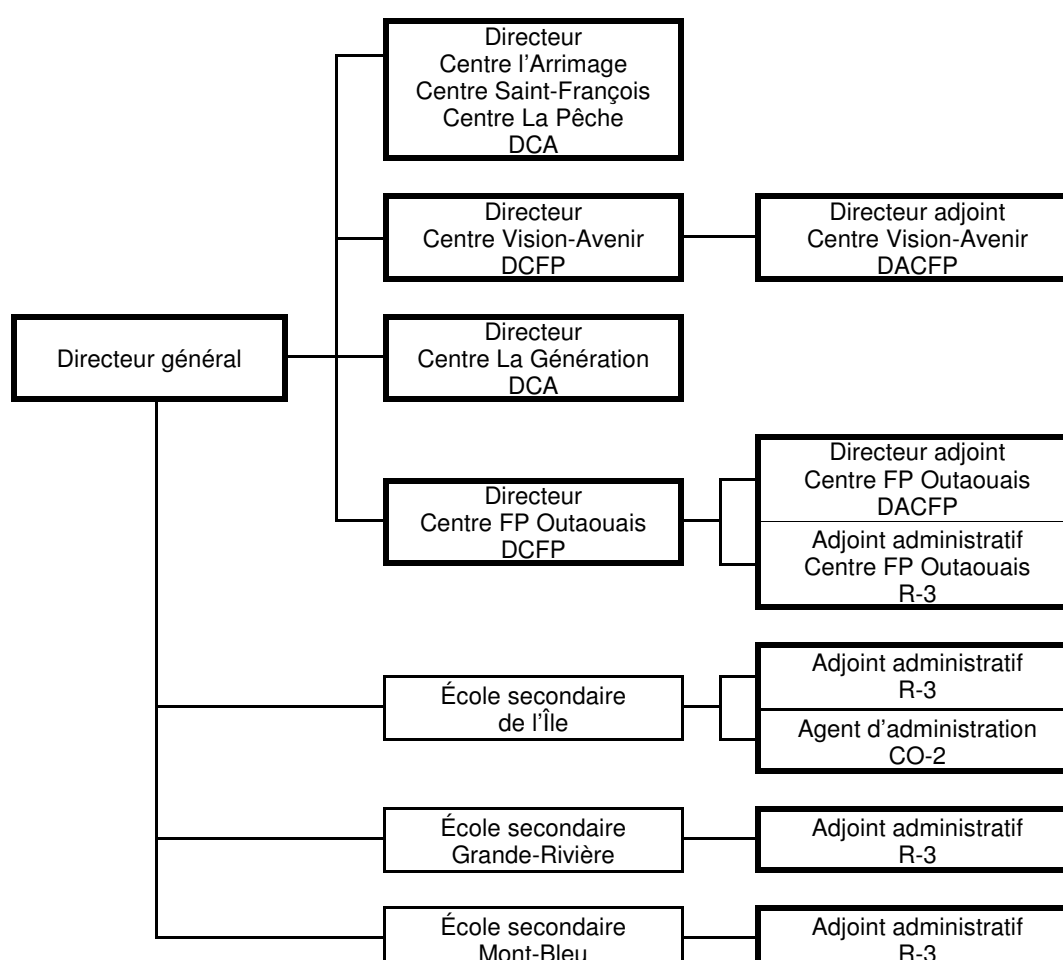 Directeur
Centre l'Arrimage
Centre Saint-François
Centre La Pêche
DCA
Directeur
Centre Vision-Avenir
DCFP
Directeur adjoint
Centre Vision-Avenir
DACFP
Directeur général
Directeur
Centre La Génération
DCA
Directeur
Centre FP Outaouais
DCFP
Directeur adjoint
Centre FP Outaouais
DACFP
Adjoint administratif
Centre FP Outaouais
R-3
École secondaire
de l'Île
Adjoint administratif
R-3
Agent d'administration
CO-2
École secondaire
Grande-Rivière
Adjoint administratif
R-3
École secondaire
Mont-Bleu
Adjoint administratif
R-3